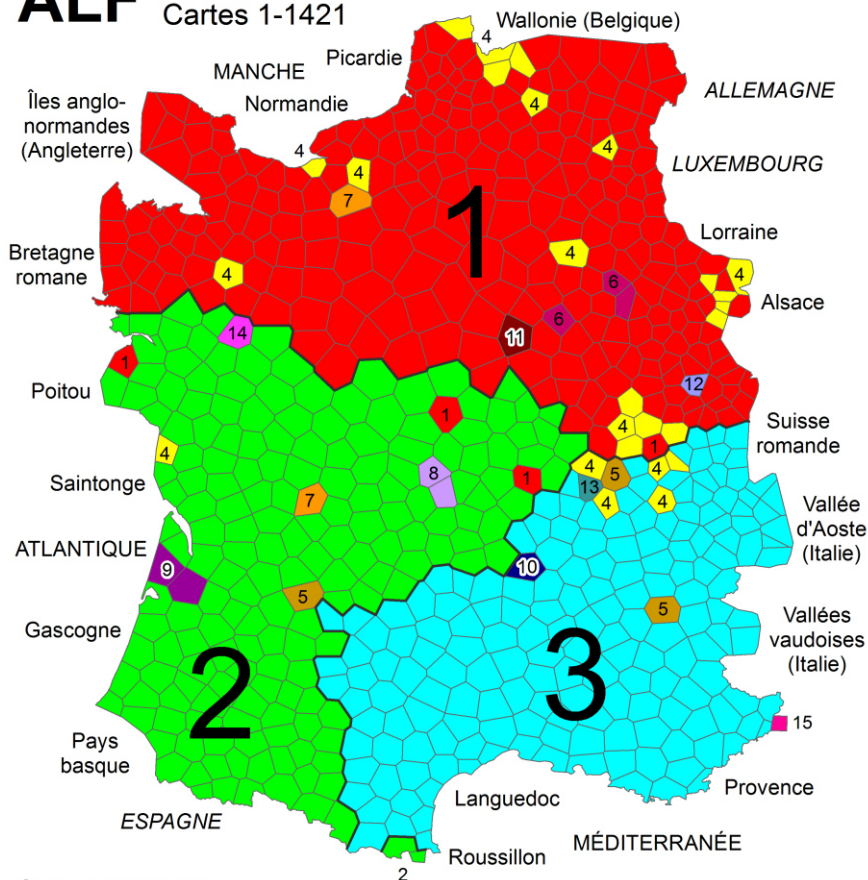 ALF Cartes 1-1421
Wallonie (Belgique)
4
Picardie
MANCHE
ALLEMAGNE
Îles anglo-
normandes
(Angleterre)
Normandie
4
4
4
LUXEMBOURG
4
7
1
Lorraine
Bretagne
romane
4
4
4
6
Alsace
6
14
11
1
12
Poitou
1
4
Suisse
romande
1
4
4
5
4
8
1
13
Saintonge
7
4
4
Vallée
d'Aoste
(Italie)
ATLANTIQUE
9
10
5
5
Gascogne
Vallées
vaudoises
(Italie)
2
3
15
Pays
basque
Provence
Languedoc
ESPAGNE
MÉDITERRANÉE
Roussillon
2